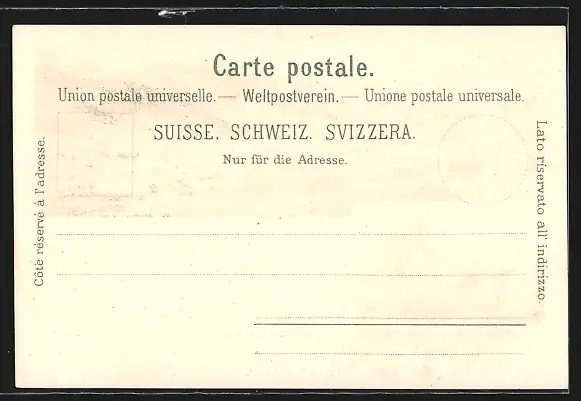 Carte postale.
Union postale universelle. — Weltpostverein. — Unione postale universale.
SUISSE. SCHWEIZ. SVIZZERA.
Nur für die Adresse.
Côté réservé à l'adresse.
Lato riservato all' indirizzo.